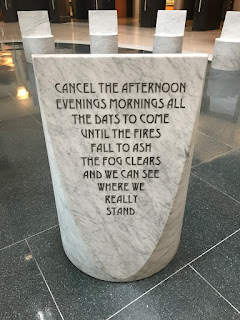 CANCEL THE AFTERNOON
EVENINGS MORNINGS ALL
THE DAYS TO COME
UNTIL THE FIRES
FALL TO ASH
THE FOG CLEARS
AND WE CAN SEE
WHERE WE
REALLY
STAND